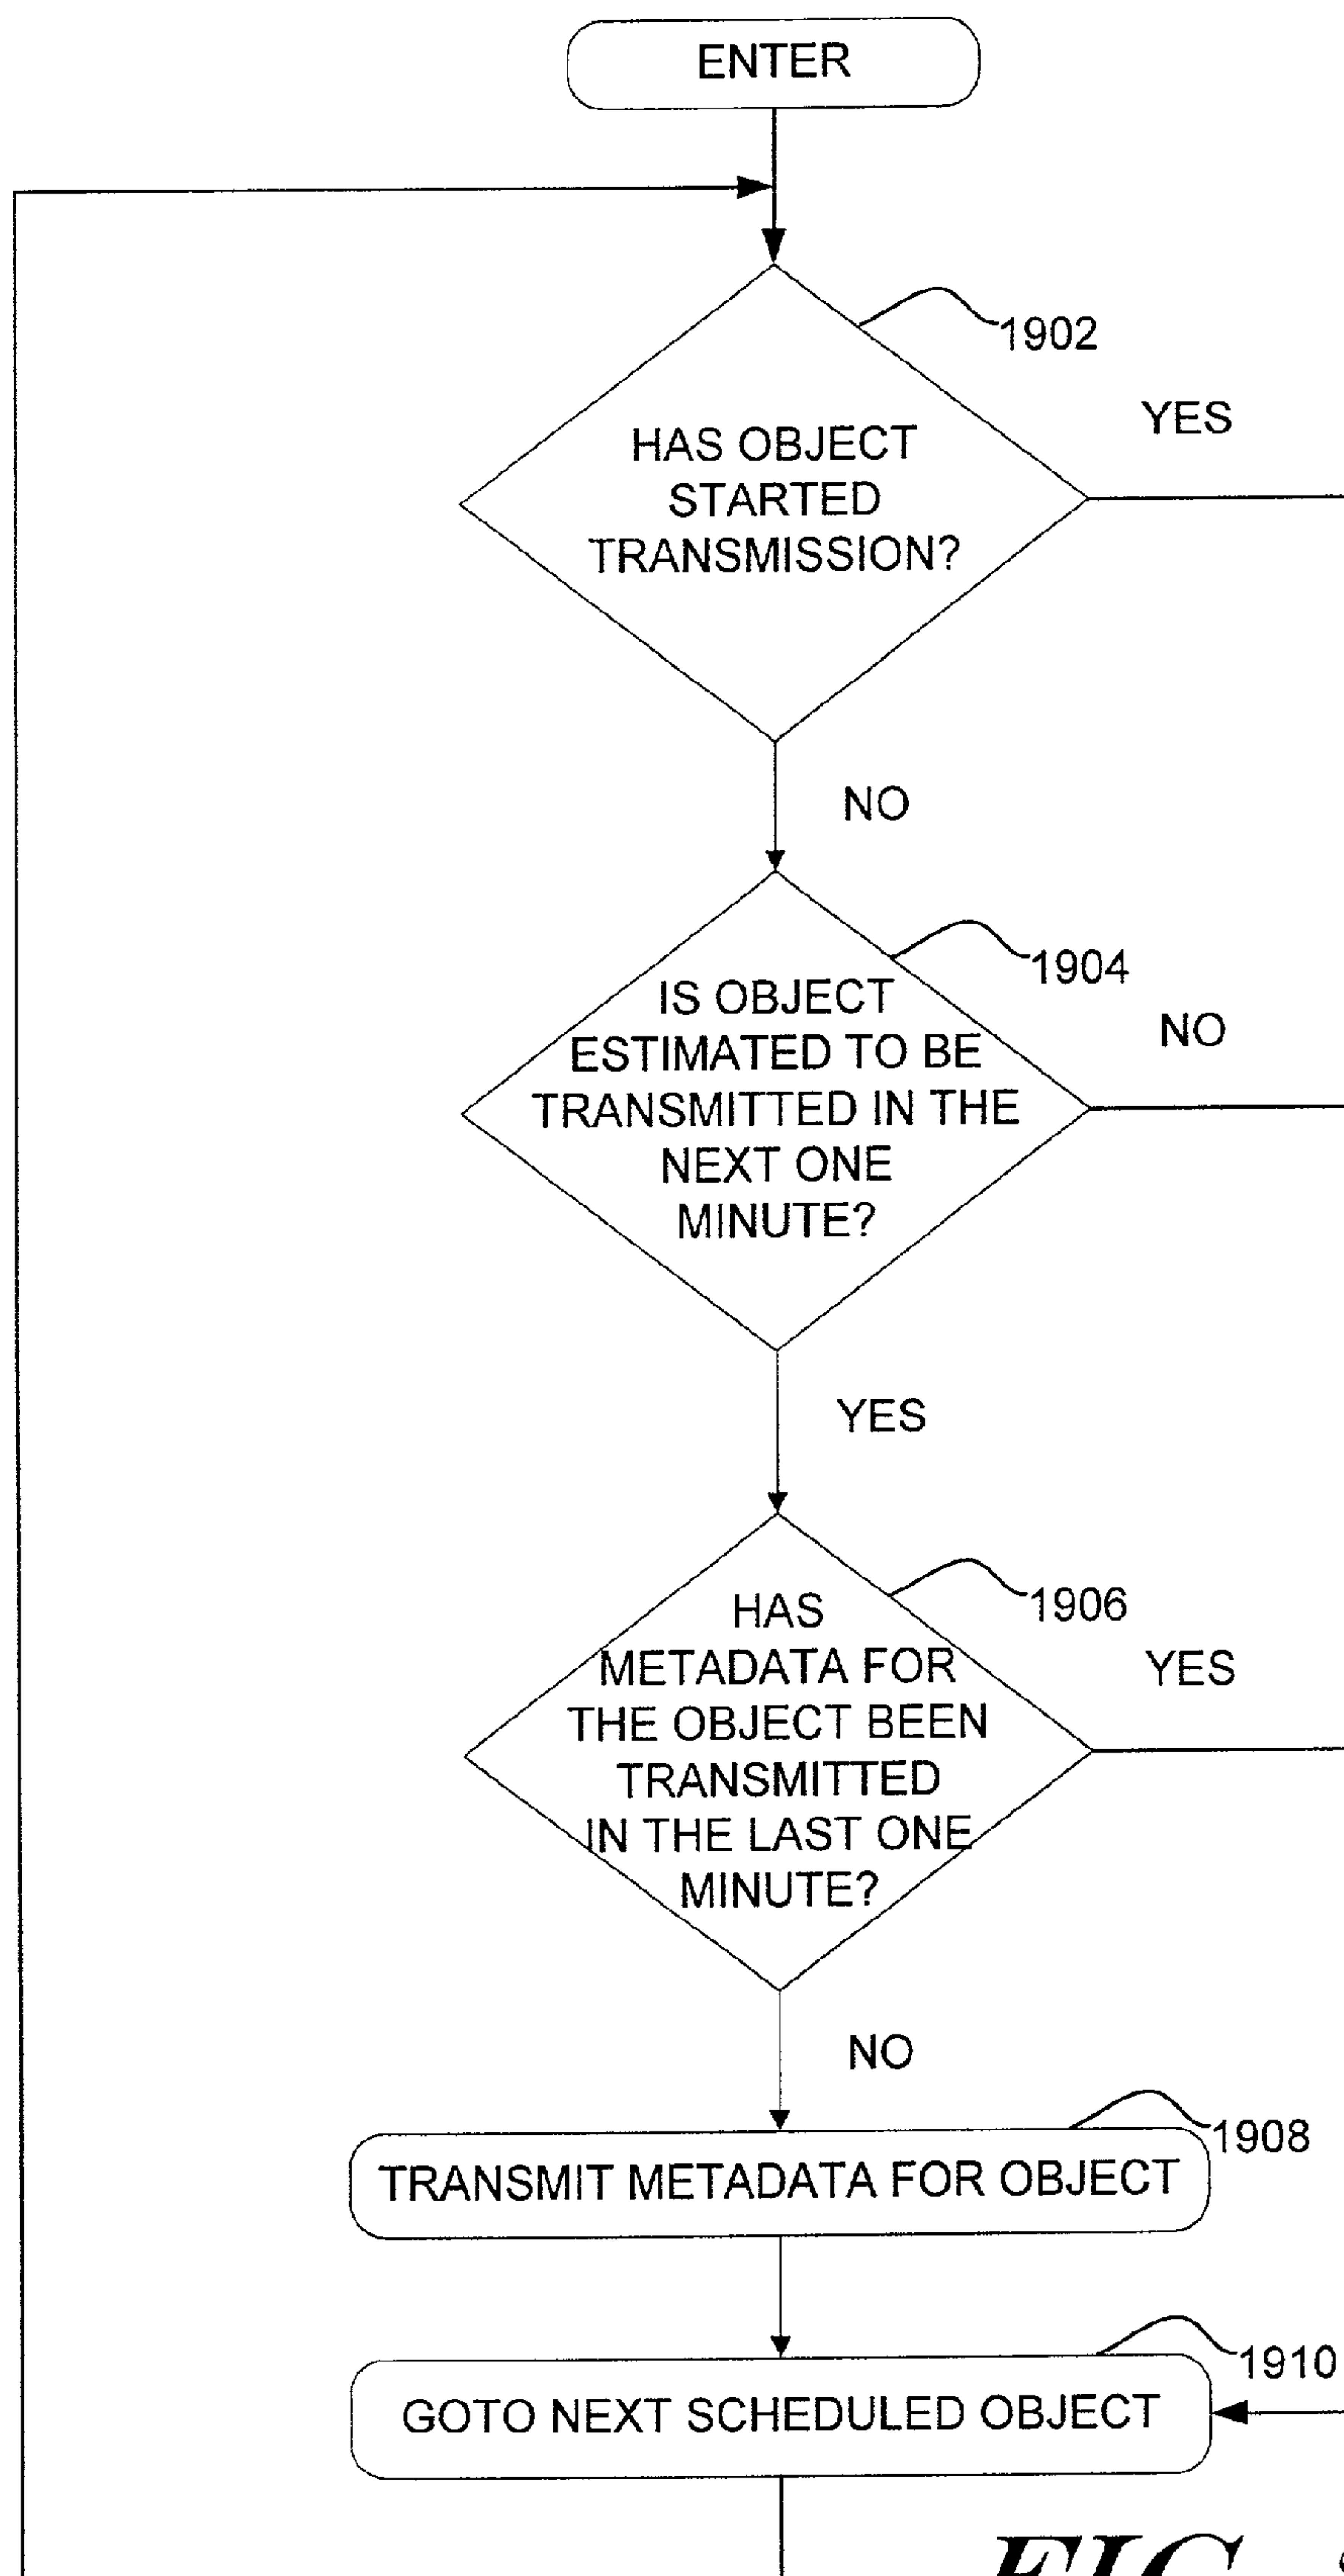 ENTER
1902
YES
HAS OBJECT
STARTED
TRANSMISSION?
NO
1904
NO
IS OBJECT
ESTIMATED TO BE
TRANSMITTED IN THE
NEXT ONE
MINUTE?
YES
1906
YES
HAS
METADATA FOR
THE OBJECT BEEN
TRANSMITTED
IN THE LAST ONE
MINUTE?
NO
1908
TRANSMIT METADATA FOR OBJECT
1910
GOTO NEXT SCHEDULED OBJECT
FIG.